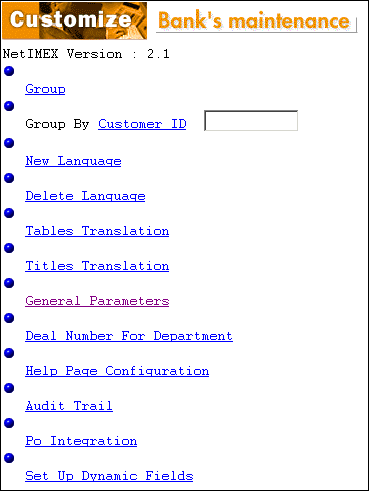 Customize Bank's maintenance
NetIMEX Version : 2.1
Group
Group By Customer ID
New Language
Delete Language
Tables Translation
Titles Translation
General Parameters
Deal Number For Department
Help Page Configuration
Audit Trail
Po Integration
Set Up Dynamic Fields